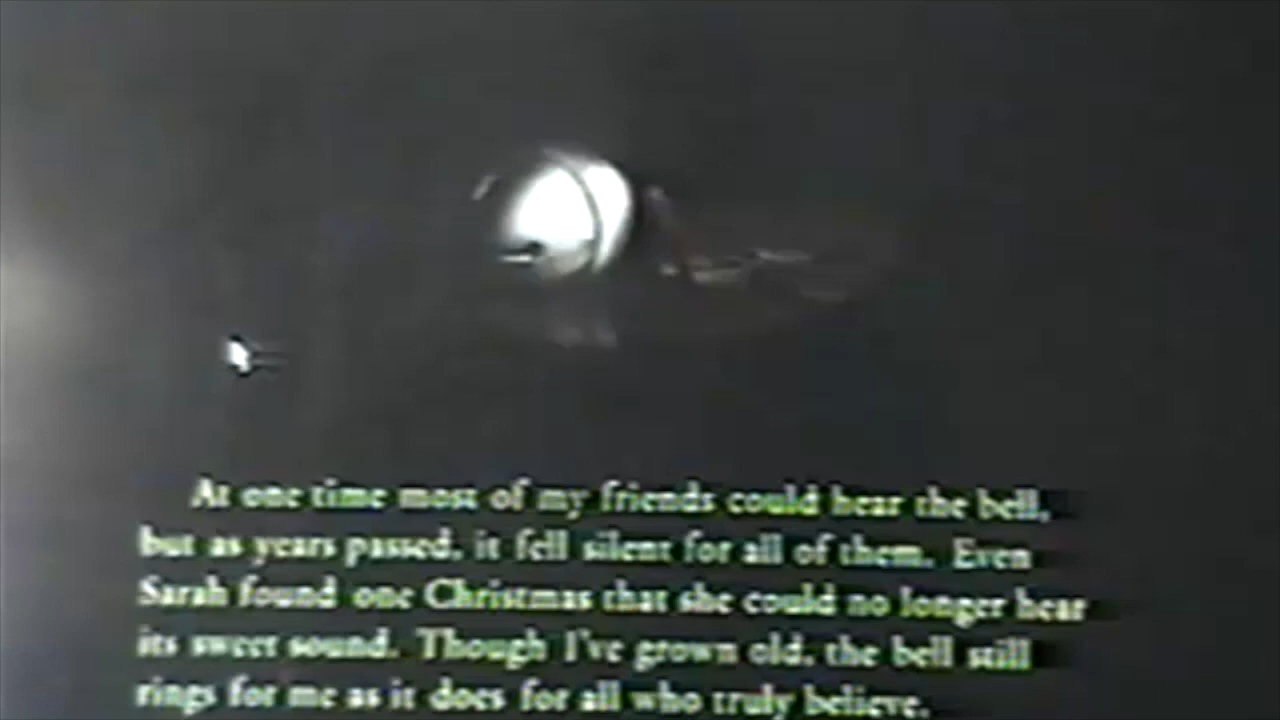 At one time most of my friends could hear the bell,
but as years passed, it fell silent for all of them. Even
Sarah found one Christmas that she could no longer hear
its sweet sound. Though I've grown old, the bell still
rings for me as it does for all who truly believe.